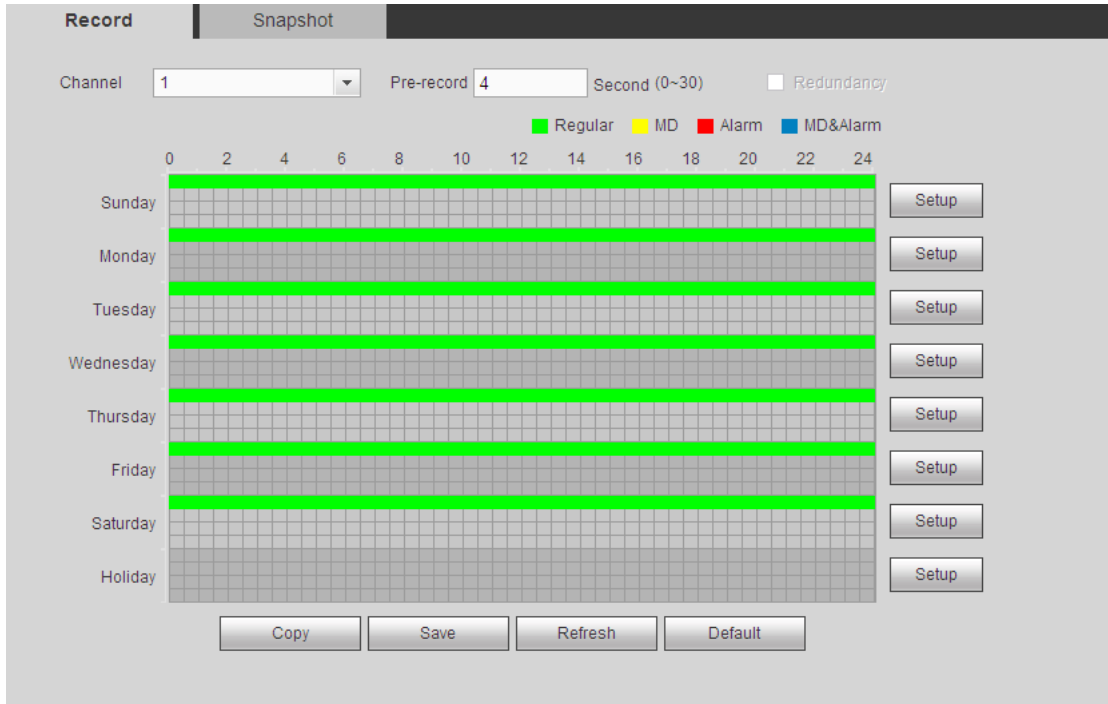 Record Snapshot
Channel 1 Pre-record 4 Second (0~30) Redundancy
Regular MD Alarm MD&Alarm
0 2 4 6 8 10 12 14 16 18 20 22 24
Sunday Setup
Monday Setup
Tuesday Setup
Wednesday Setup
Thursday Setup
Friday Setup
Saturday Setup
Holiday Setup
Copy Save Refresh Default